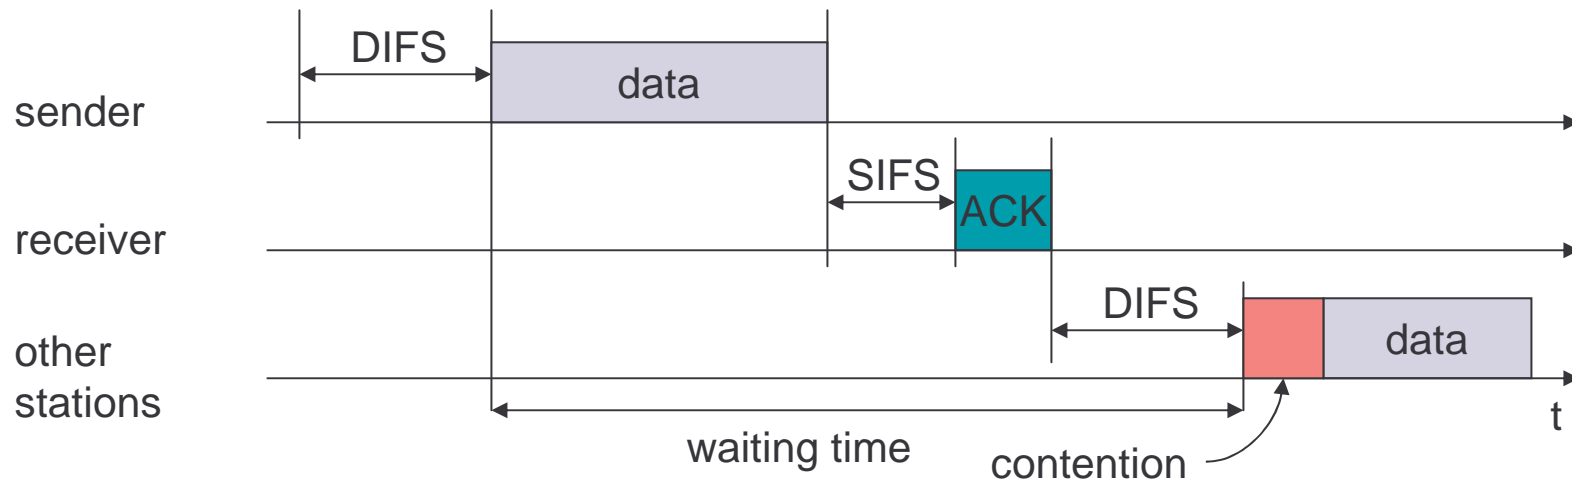 DIFS
data
sender
SIFS
ACK
receiver
DIFS
other
stations
data
t
waiting time
contention